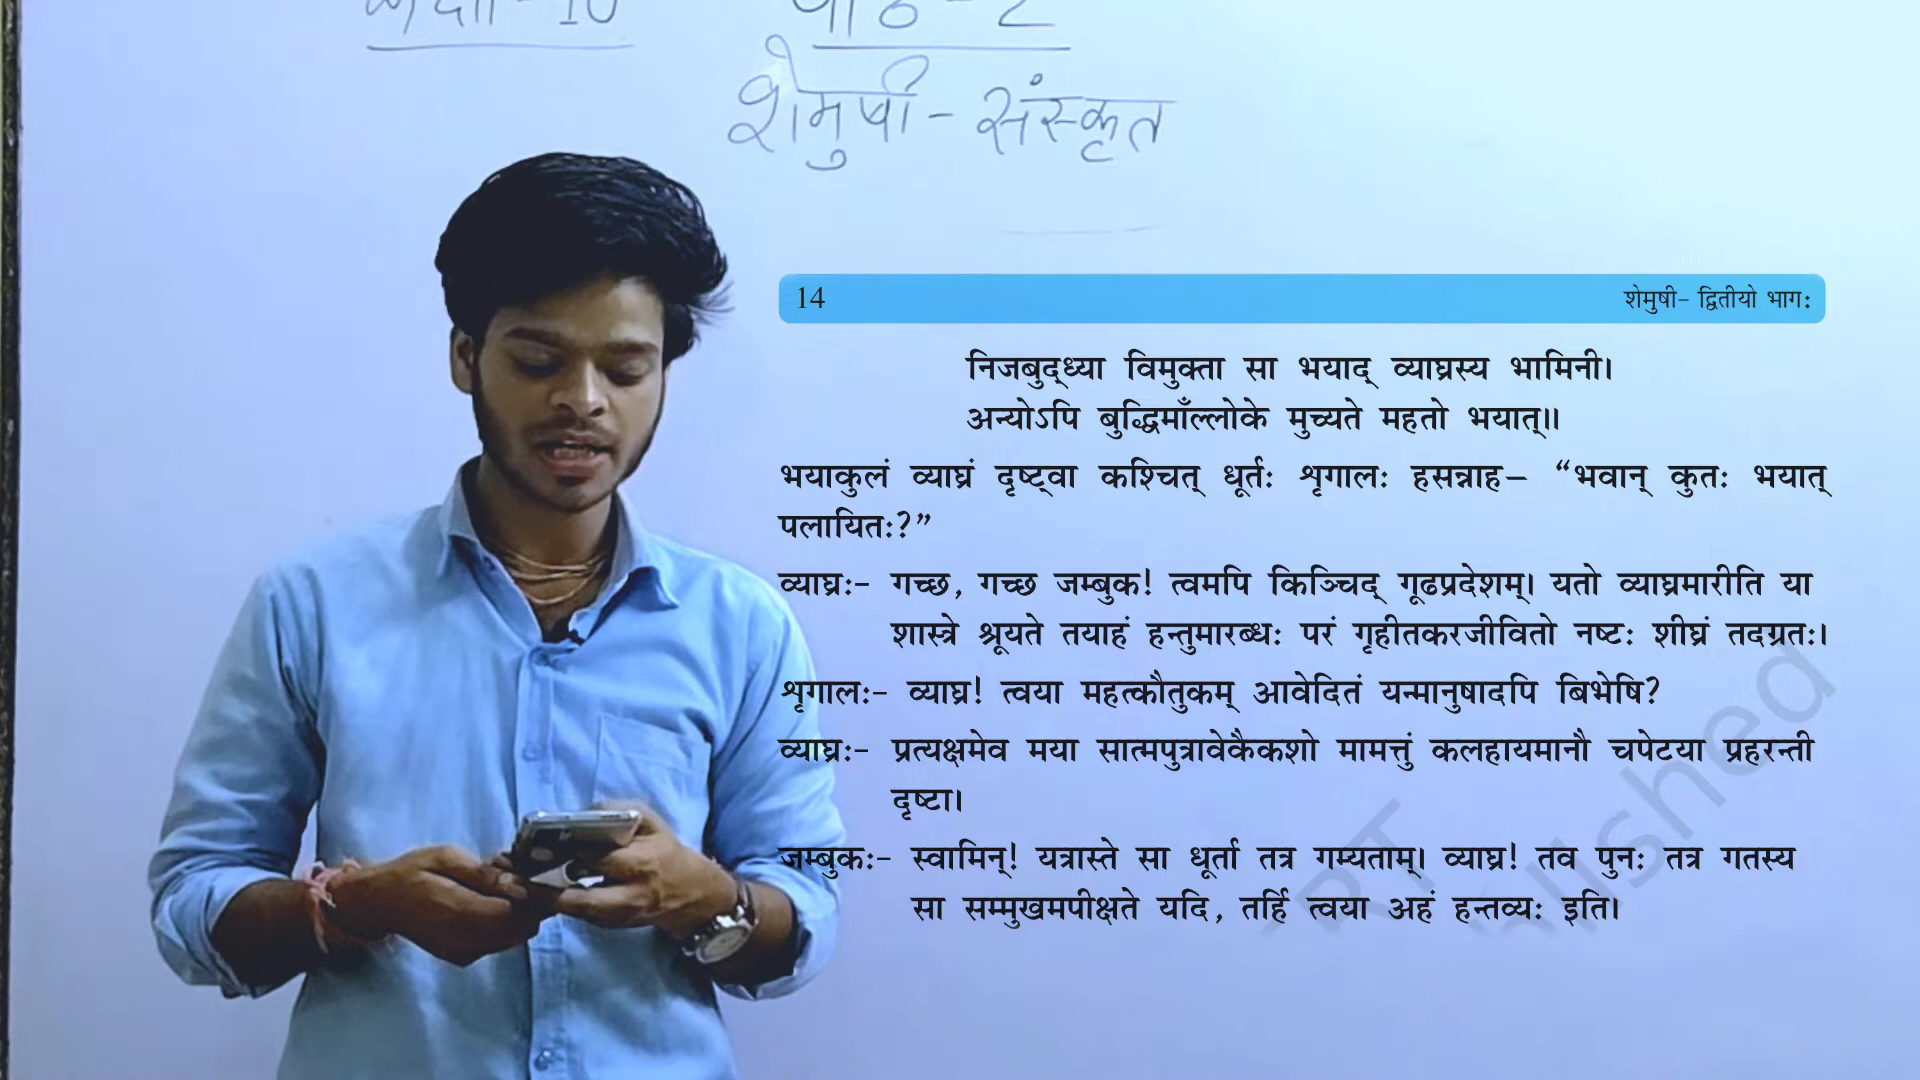 कक्षा - 10 पाठ - 2
शेमुषी - संस्कृत
14 शेमुषी- द्वितीयो भागः
निजबुद्ध्या विमुक्ता सा भयाद् व्याघ्रस्य भामिनी।
अन्योऽपि बुद्धिमाँल्लोके मुच्यते महतो भयात्॥
भयाकुलं व्याघ्रं दृष्ट्वा कश्चित् धूर्तः शृगालः हसन्नाह– “भवान् कुतः भयात्
पलायितः?”
व्याघ्रः- गच्छ, गच्छ जम्बुक! त्वमपि किञ्चिद् गूढप्रदेशम्। यतो व्याघ्रमारीति या
शास्त्रे श्रूयते तयाहं हन्तुमारब्धः परं गृहीतकरजीवितो नष्टः शीघ्रं तदग्रतः।
शृगालः- व्याघ्र! त्वया महत्कौतुकम् आवेदितं यन्मानुषादपि बिभेषि?
व्याघ्रः- प्रत्यक्षमेव मया सात्मपुत्रावेकैकशो मामत्तुं कलहायमानौ चपेटया प्रहरन्ती
दृष्टा।
जम्बुकः- स्वामिन्! यत्रास्ते सा धूर्ता तत्र गम्यताम्। व्याघ्र! तव पुनः तत्र गतस्य
सा सम्मुखमपीक्षते यदि, तर्हि त्वया अहं हन्तव्यः इति।